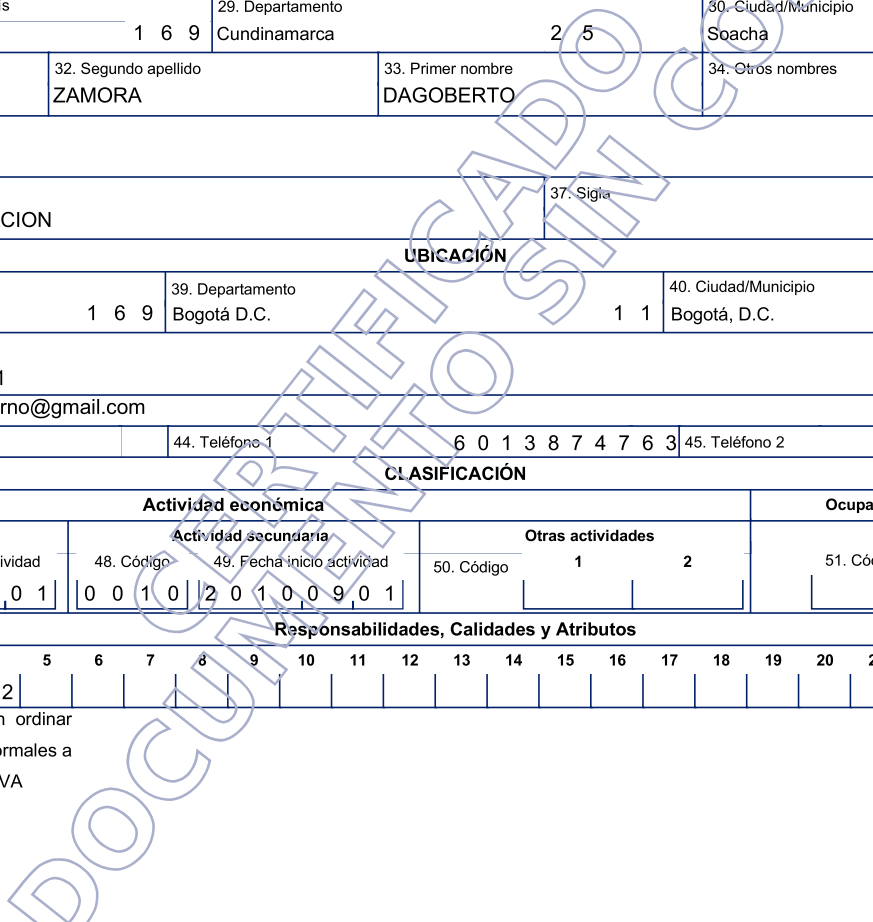 is 29. Departamento 30. Ciudad/Municipio
1 6 9 Cundinamarca 2 5 Soacha
32. Segundo apellido 33. Primer nombre 34. Otros nombres
ZAMORA DAGOBERTO
37. Sigla
CION
UBICACIÓN
39. Departamento 40. Ciudad/Municipio
1 6 9 Bogotá D.C. 1 1 Bogotá, D.C.
1
rno@gmail.com
44. Teléfono 1 6 0 1 3 8 7 4 7 6 3 45. Teléfono 2
CLASIFICACIÓN
Actividad económica Ocupa
Actividad secundaria Otras actividades
ividad 48. Código 49. Fecha inicio actividad 50. Código 1 2 51. Có
0 1 0 0 1 0 2 0 1 0 0 9 0 1
Responsabilidades, Calidades y Atributos
5 6 7 8 9 10 11 12 13 14 15 16 17 18 19 20 2
2
n ordinar
ormales a
VA
CERTIFICADO
DOCUMENTO SIN CO